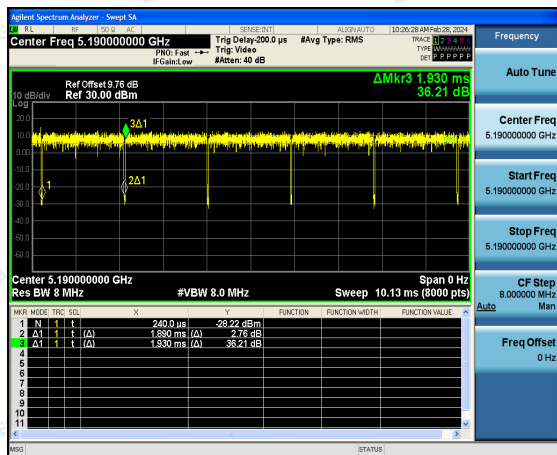 Agilent Spectrum Analyzer - Swept SA
RL RF 50 Ω AC SENSE:INT ALIGNAUTO 10:26:28 AM Feb 28, 2024
Center Freq 5.190000000 GHz
PNO: Fast
IFGain:Low
Trig Delay-200.0 µs
Trig: Video
#Atten: 40 dB
#Avg Type: RMS
TRACE 1 2 3 4 5 6
TYPE
DET P P P P P P
Frequency
Auto Tune
Center Freq
5.190000000 GHz
Start Freq
5.190000000 GHz
Stop Freq
5.190000000 GHz
CF Step
8.000000 MHz
Auto Man
Freq Offset
0 Hz
ΔMkr3 1.930 ms
36.21 dB
Ref Offset 9.76 dB
Ref 30.00 dBm
10 dB/div
Log
20.0
10.0
0.00
-10.0
-20.0
-30.0
-40.0
-50.0
-60.0
3Δ1
2Δ1
1
Center 5.190000000 GHz Span 0 Hz
Res BW 8 MHz #VBW 8.0 MHz Sweep 10.13 ms (8000 pts)
MKR MODE TRC SCL X Y FUNCTION FUNCTION WIDTH FUNCTION VALUE
1 N 1 t 240.0 us -28.22 dBm
2 Δ1 1 t (Δ) 1.890 ms (Δ) 2.76 dB
3 Δ1 1 t (Δ) 1.930 ms (Δ) 36.21 dB
4
5
6
7
8
9
10
11
MSG STATUS